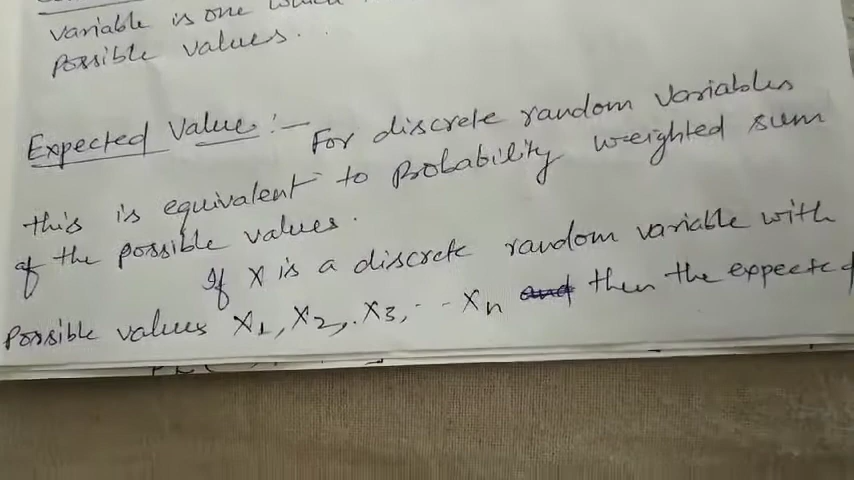 variable is one
Possible values.
Expected Value :- For discrete random Variables
this is equivalent to Probability weighted sum
of the possible values.
If X is a discrete random variable with
Possible values X1, X2, X3, - - Xn and then the expected